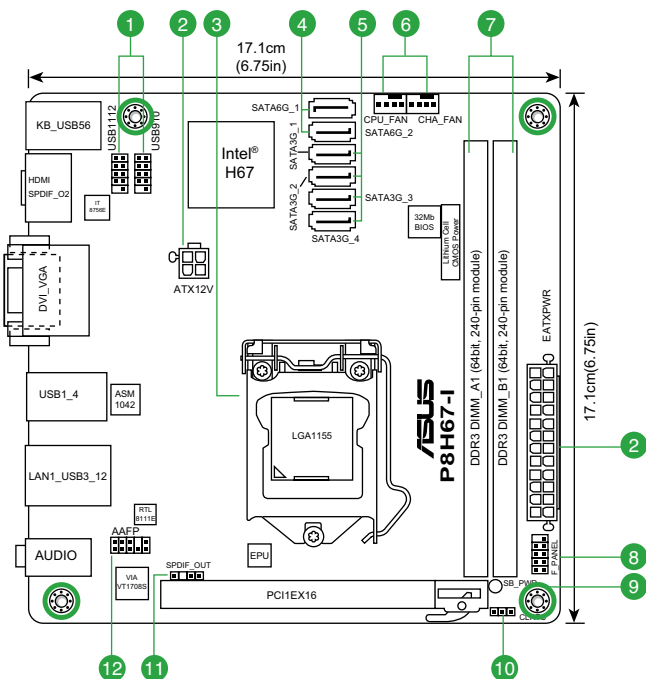 1
2
3
4
5
6
7
17.1cm
(6.75in)
KB_USB56
USB1112
USB910
SATA6G_1
CPU_FAN
CHA_FAN
SATA6G_2
SATA3G_1
Intel®
H67
HDMI
SPDIF_O2
IT
8756E
SATA3G_2
SATA3G_3
SATA3G_4
32Mb
BIOS
Lithium Cell
CMOS Power
ATX12V
DVI_VGA
DDR3 DIMM_A1 (64bit, 240-pin module)
DDR3 DIMM_B1 (64bit, 240-pin module)
EATXPWR
17.1cm(6.75in)
USB1_4
ASM
1042
LGA1155
ASUS
P8H67-I
2
LAN1_USB3_12
RTL
8111E
AAFP
AUDIO
VIA
VT1708S
EPU
SPDIF_OUT
F_PANEL
8
SB_PWR
9
PCI1EX16
12
11
10